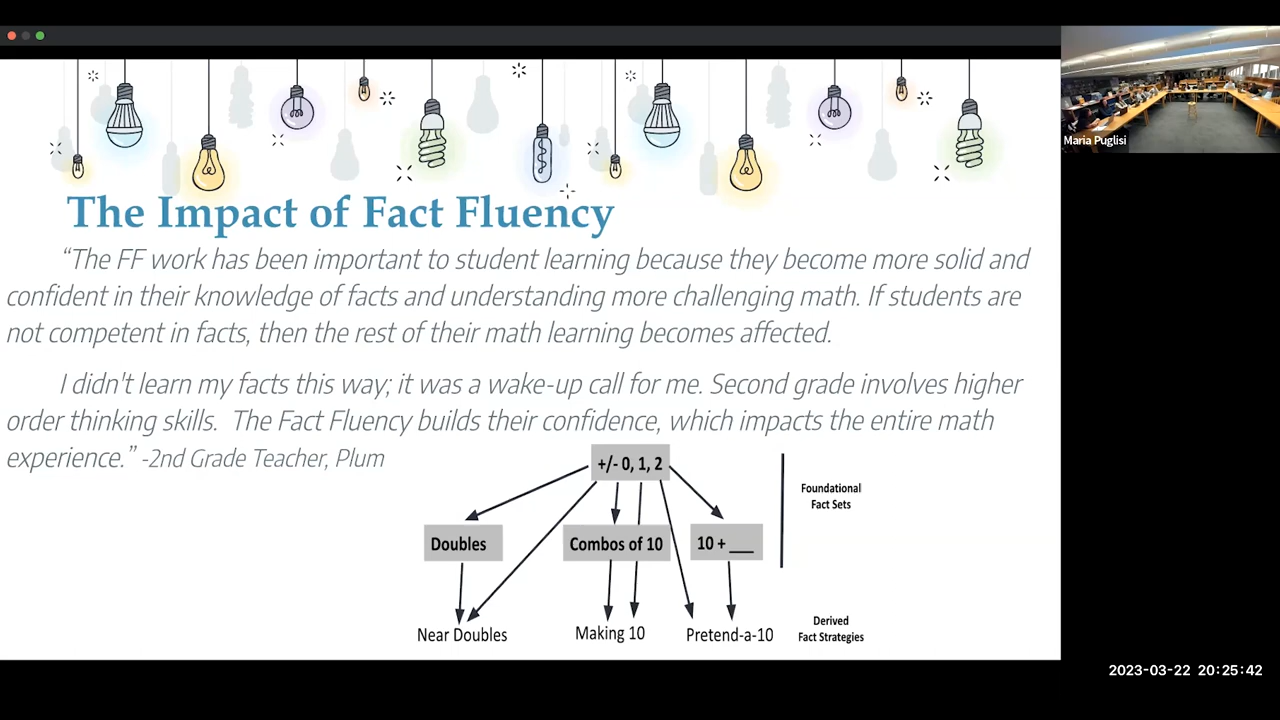 Maria Puglisi
The Impact of Fact Fluency
“The FF work has been important to student learning because they become more solid and
confident in their knowledge of facts and understanding more challenging math. If students are
not competent in facts, then the rest of their math learning becomes affected.
I didn't learn my facts this way; it was a wake-up call for me. Second grade involves higher
order thinking skills.  The Fact Fluency builds their confidence, which impacts the entire math
experience.” -2nd Grade Teacher, Plum
+/- 0, 1, 2
Foundational
Fact Sets
Doubles
Combos of 10
10 + ___
Derived
Fact Strategies
Near Doubles
Making 10
Pretend-a-10
2023-03-22 20:25:42